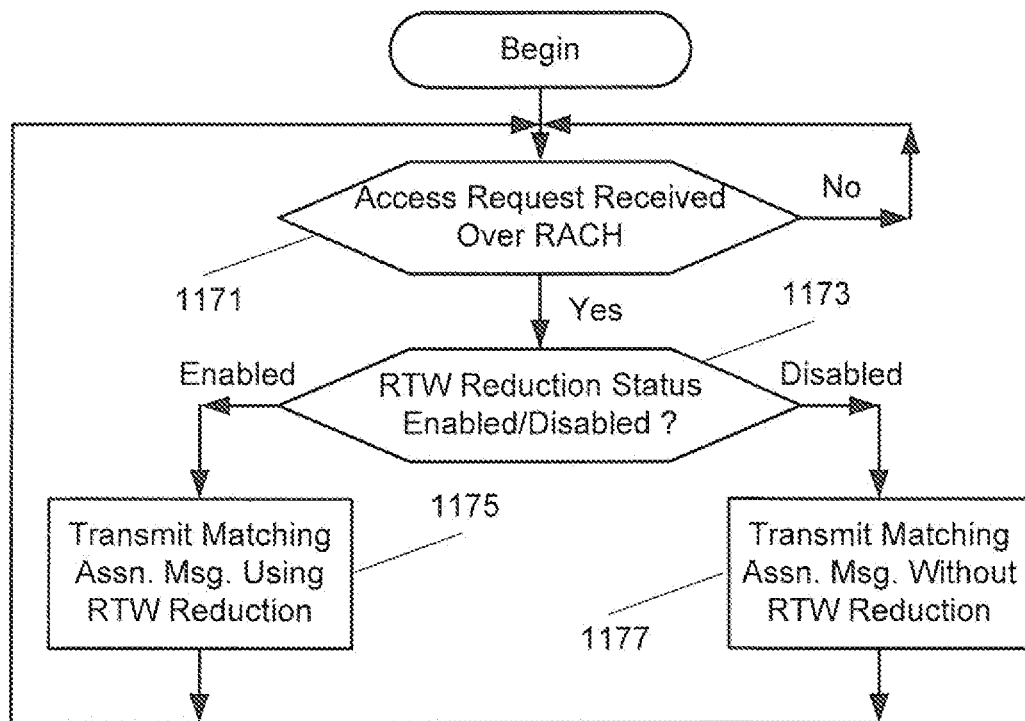 Begin
Access Request Received
Over RACH
No
1171
Yes
1173
Enabled
RTW Reduction Status
Enabled/Disabled ?
Disabled
Transmit Matching
Assn. Msg. Using
RTW Reduction
1175
Transmit Matching
Assn. Msg. Without
RTW Reduction
1177